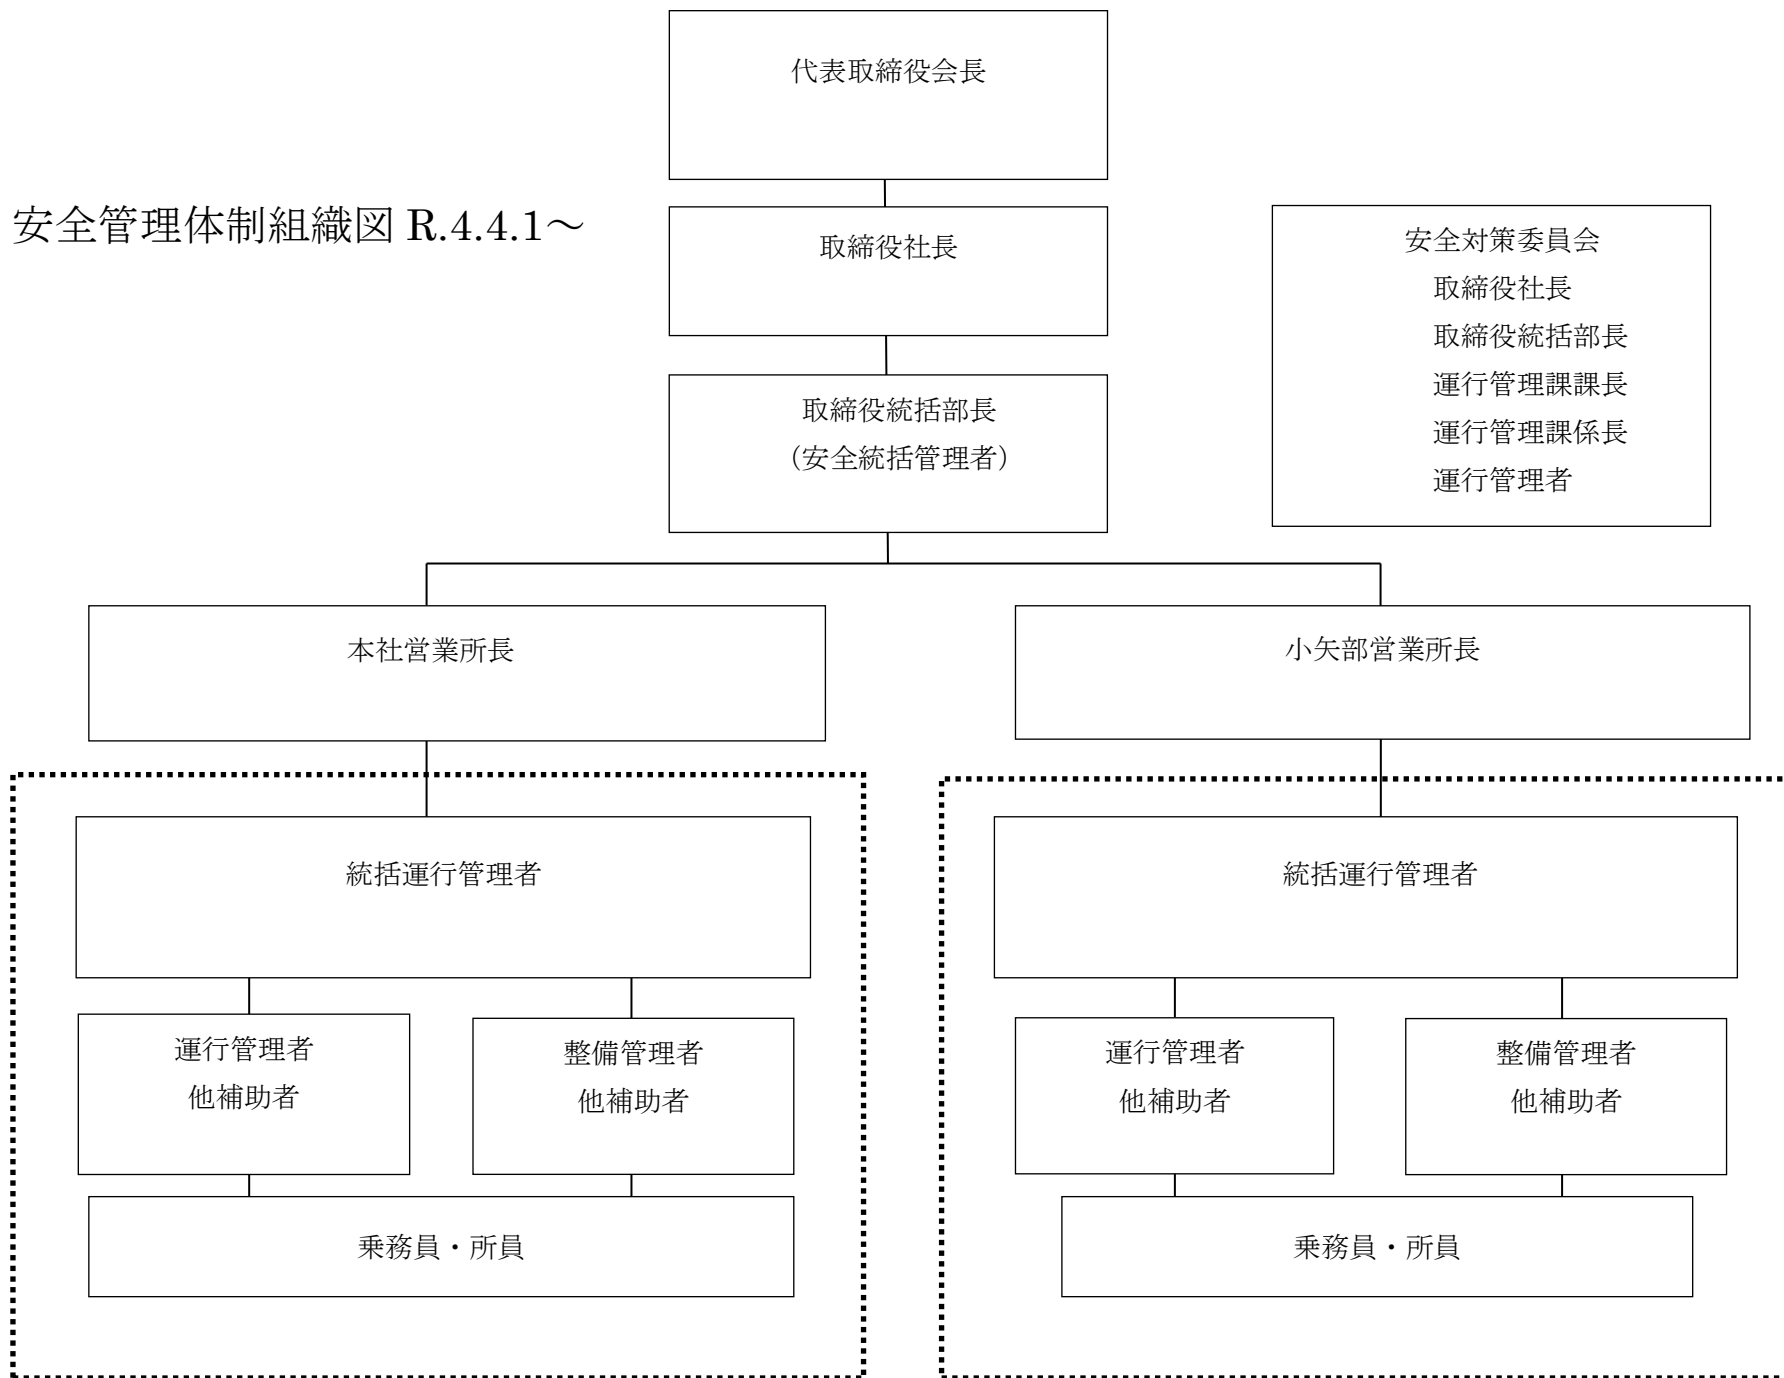 代表取締役会長
安全管理体制組織図 R.4.4.1～
取締役社長
安全対策委員会
取締役社長
取締役統括部長
運行管理課課長
運行管理課係長
運行管理者
取締役統括部長
（安全統括管理者）
本社営業所長
小矢部営業所長
統括運行管理者
統括運行管理者
運行管理者
他補助者
整備管理者
他補助者
運行管理者
他補助者
整備管理者
他補助者
乗務員・所員
乗務員・所員